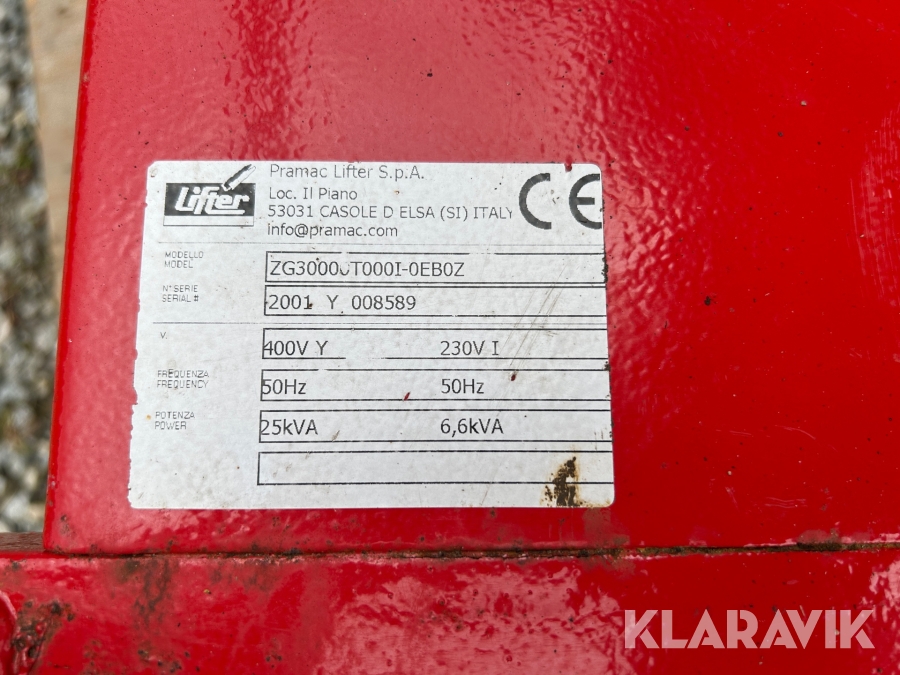 Lifter
Pramac Lifter S.p.A.
Loc. Il Piano
53031 CASOLE D ELSA (SI) ITALY
info@pramac.com
CE
MODELLO
MODEL
N°SERIE
SERIAL #
2001 Y 008589
V.
400V Y 230V I
FREQUENZA
FREQUENCY
50Hz 50Hz
POTENZA
POWER
25kVA 6,6kVA
KLARAVIK